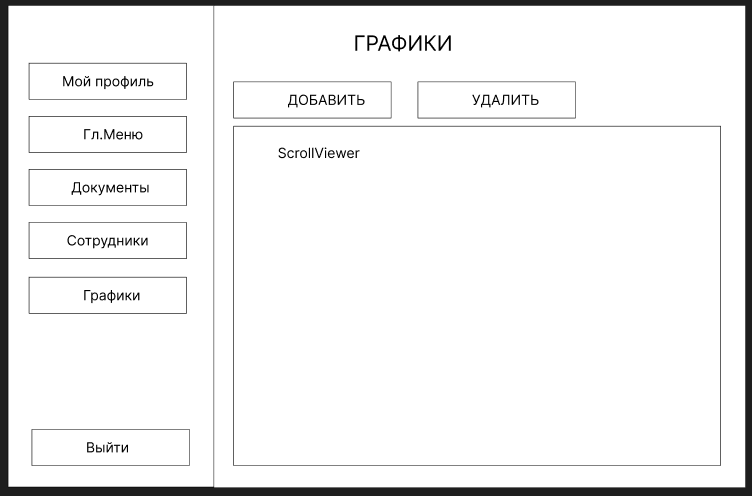 Мой профиль
Гл.Меню
Документы
Сотрудники
Графики
Выйти
ГРАФИКИ
ДОБАВИТЬ
УДАЛИТЬ
ScrollViewer